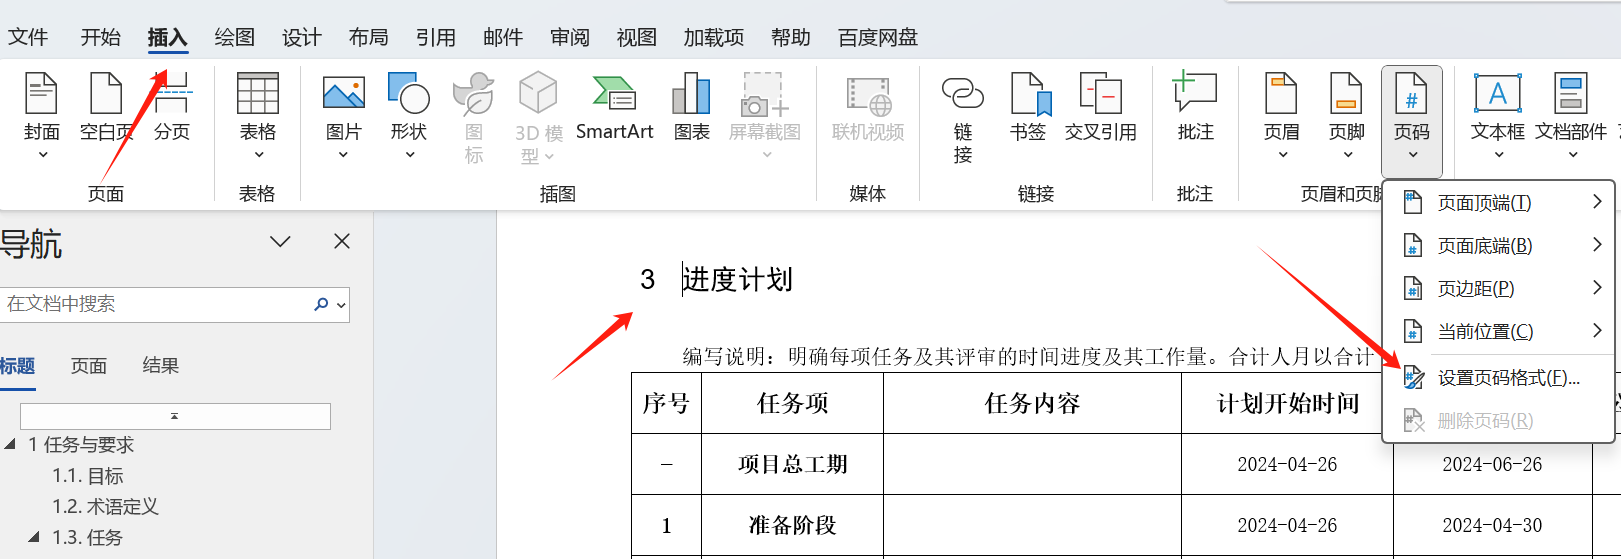 文件 开始 插入 绘图 设计 布局 引用 邮件 审阅 视图 加载项 帮助 百度网盘
封面 空白页 分页 表格 图片 形状 图标 3D 模型 SmartArt 图表 屏幕截图 联机视频 链接 书签 交叉引用 批注 页眉 页脚 页码 文本框 文档部件
页面 表格 插图 媒体 链接 批注 页眉和页脚
页面顶端(T)
页面底端(B)
页边距(P)
当前位置(C)
设置页码格式(F)...
删除页码(R)
导航
在文档中搜索
标题 页面 结果
1 任务与要求
1.1. 目标
1.2. 术语定义
1.3. 任务
3 进度计划
编写说明：明确每项任务及其评审的时间进度及其工作量。合计人月以合计
序号 任务项 任务内容 计划开始时间
– 项目总工期 2024-04-26 2024-06-26
1 准备阶段 2024-04-26 2024-04-30